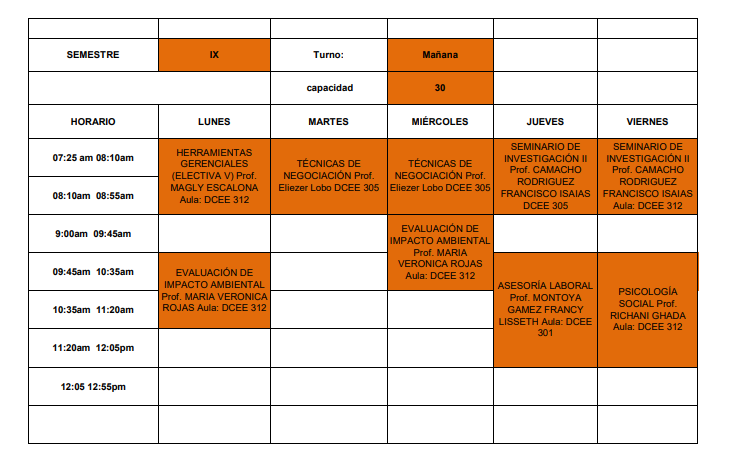 SEMESTRE IX Turno: Mañana
capacidad 30
HORARIO LUNES MARTES MIÉRCOLES JUEVES VIERNES
07:25 am 08:10am
08:10am 08:55am
HERRAMIENTAS
GERENCIALES
(ELECTIVA V) Prof.
MAGLY ESCALONA
Aula: DCEE 312
TÉCNICAS DE
NEGOCIACIÓN Prof.
Eliezer Lobo DCEE 305
TÉCNICAS DE
NEGOCIACIÓN Prof.
Eliezer Lobo DCEE 305
SEMINARIO DE
INVESTIGACIÓN II
Prof. CAMACHO
RODRIGUEZ
FRANCISCO ISAIAS
DCEE 305
SEMINARIO DE
INVESTIGACIÓN II
Prof. CAMACHO
RODRIGUEZ
FRANCISCO ISAIAS
Aula: DCEE 312
9:00am 09:45am
EVALUACIÓN DE
IMPACTO AMBIENTAL
Prof. MARIA
VERONICA ROJAS
Aula: DCEE 312
09:45am 10:35am
10:35am 11:20am
EVALUACIÓN DE
IMPACTO AMBIENTAL
Prof. MARIA VERONICA
ROJAS Aula: DCEE 312
ASESORÍA LABORAL
Prof. MONTOYA
GAMEZ FRANCY
LISSETH Aula: DCEE
301
PSICOLOGÍA
SOCIAL Prof.
RICHANI GHADA
Aula: DCEE 312
11:20am 12:05pm
12:05 12:55pm